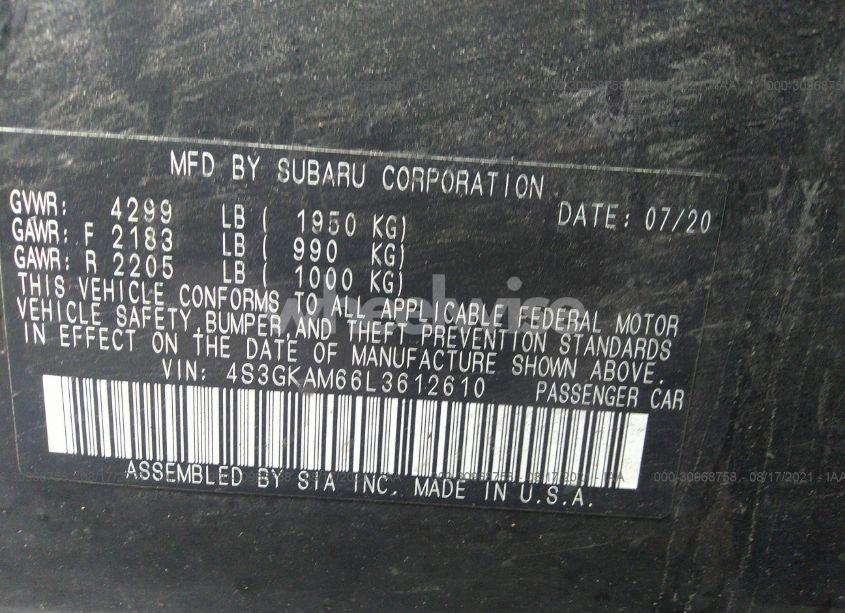 MFD BY SUBARU CORPORATION
GVWR: 4299 LB ( 1950 KG) DATE: 07/20
GAWR: F 2183 LB ( 990 KG)
GAWR: R 2205 LB ( 1000 KG)
THIS VEHICLE CONFORMS TO ALL APPLICABLE FEDERAL MOTOR
VEHICLE SAFETY,BUMPER,AND THEFT PREVENTION STANDARDS
IN EFFECT ON THE DATE OF MANUFACTURE SHOWN ABOVE.
VIN: 4S3GKAM66L3612610 PASSENGER CAR
ASSEMBLED BY SIA INC. MADE IN U.S.A.
wheelwise
000-30968758 - 08/17/2021 - IAA